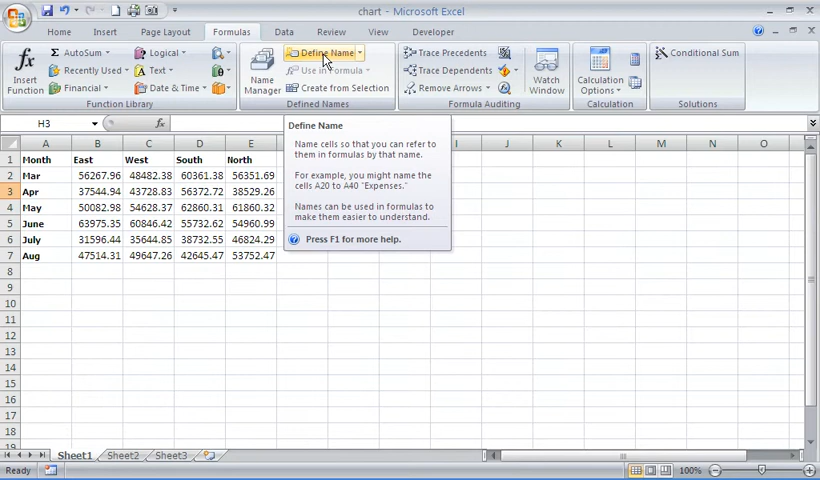 chart - Microsoft Excel
Home Insert Page Layout Formulas Data Review View Developer
Σ AutoSum Logical Define Name Trace Precedents Conditional Sum
fx Recently Used Text Use in Formula Trace Dependents
Insert Function Financial Date & Time Name Manager Create from Selection Remove Arrows Watch Window Calculation Options
Function Library Defined Names Formula Auditing Calculation Solutions
H3 fx
Define Name
Name cells so that you can refer to
them in formulas by that name.
For example, you might name the
cells A20 to A40 "Expenses."
Names can be used in formulas to
make them easier to understand.
Press F1 for more help.
A B C D E I J K L M N O
1 Month East West South North
2 Mar 56267.96 48482.38 60361.38 56351.69
3 Apr 37544.94 43728.83 56372.72 38529.26
4 May 50082.98 54628.37 62860.31 61860.32
5 June 63975.35 60846.42 55732.62 54960.99
6 July 31596.44 35644.85 38732.55 46824.29
7 Aug 47514.31 49647.26 42645.47 53752.47
8
9
10
11
12
13
14
15
16
17
18
19
Sheet1 Sheet2 Sheet3
Ready 100%